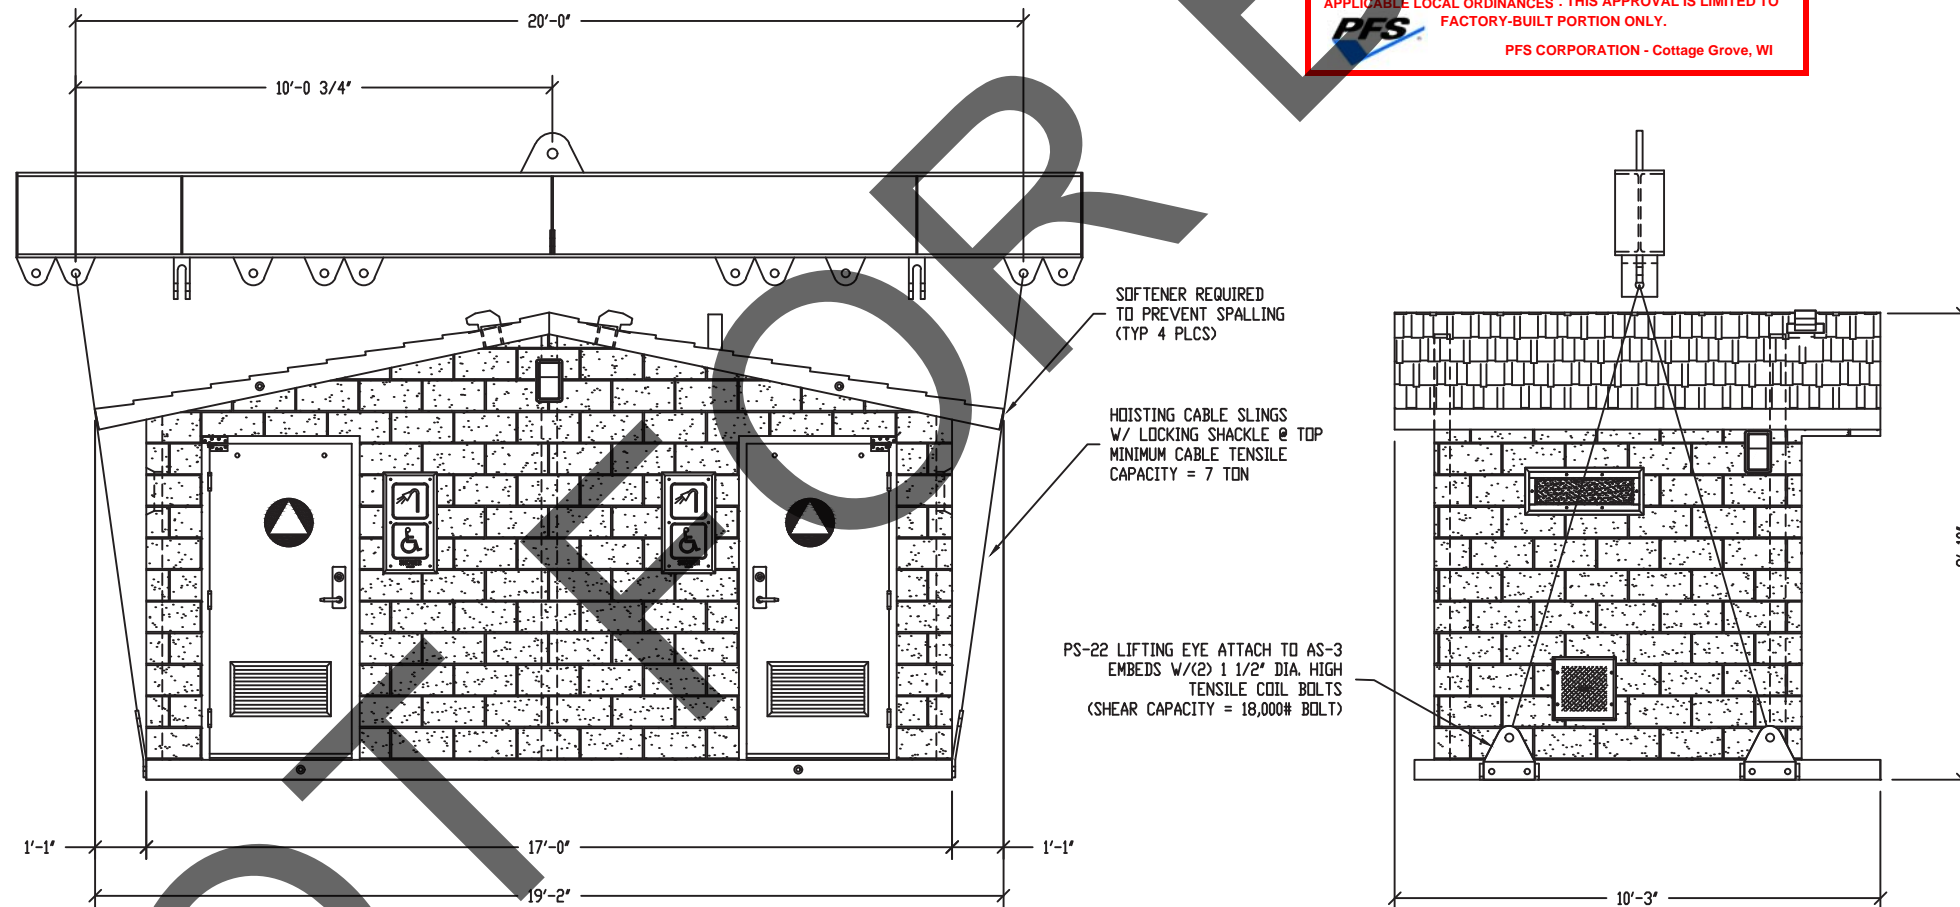 20'-0"
APPLICABLE LOCAL ORDINANCES . THIS APPROVAL IS LIMITED TO
FACTORY-BUILT PORTION ONLY.
PFS
PFS CORPORATION - Cottage Grove, WI
10'-0 3/4"
SOFTENER REQUIRED
TO PREVENT SPALLING
(TYP 4 PLCS)
HOISTING CABLE SLINGS
W/ LOCKING SHACKLE @ TOP
MINIMUM CABLE TENSILE
CAPACITY = 7 TON
PS-22 LIFTING EYE ATTACH TO AS-3
EMBEDS W/(2) 1 1/2" DIA. HIGH
TENSILE COIL BOLTS
(SHEAR CAPACITY = 18,000# BOLT)
1'-1"
17'-0"
1'-1"
19'-2"
10'-3"